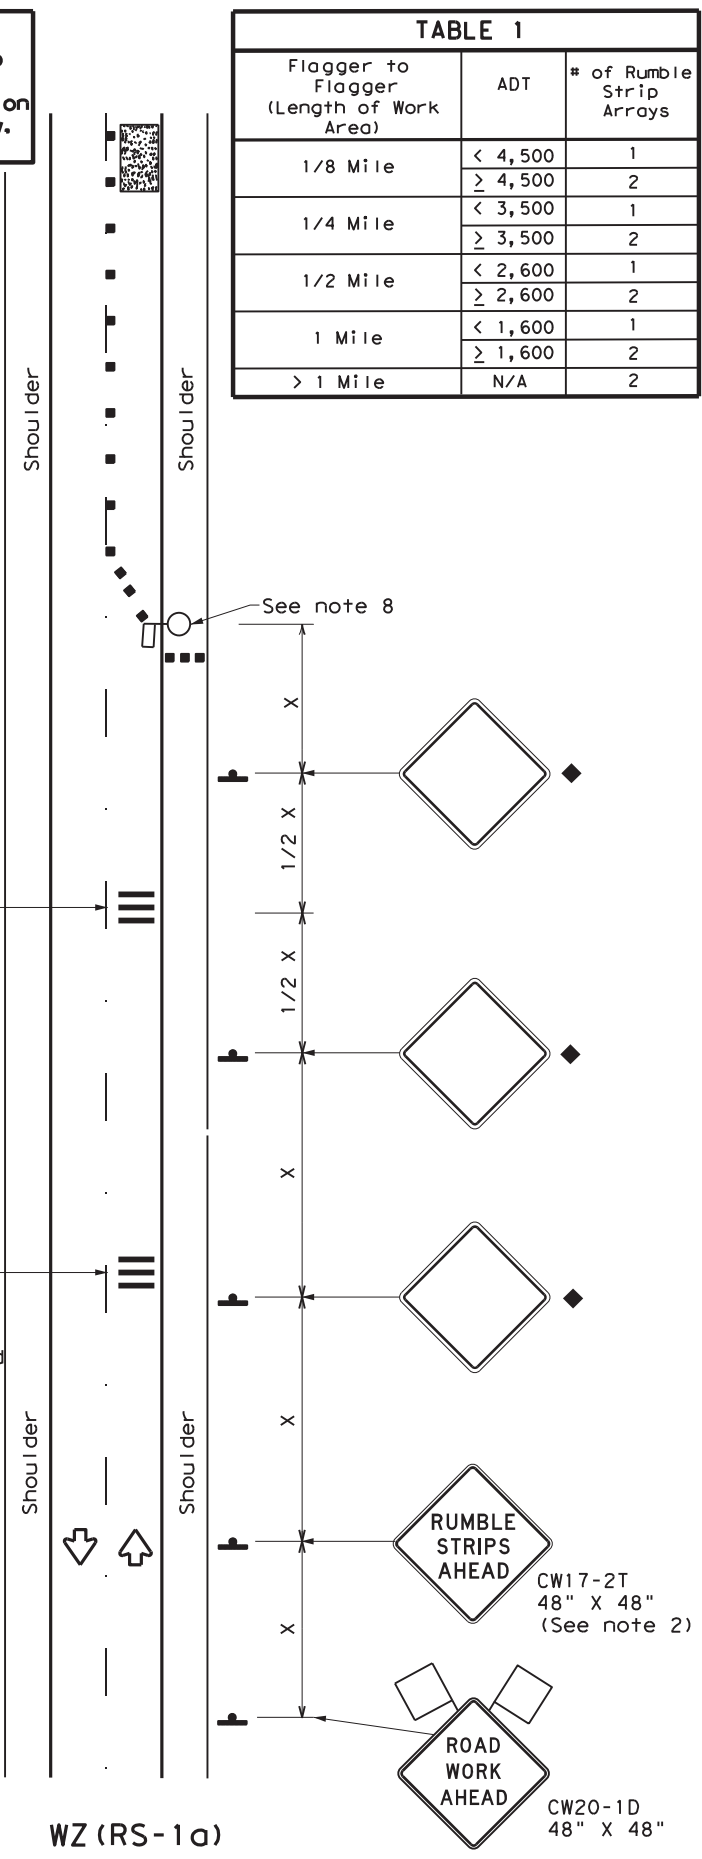 on
TABLE 1
Flagger to
Flagger
(Length of Work
Area)
ADT
# of Rumble
Strip
Arrays
1/8 Mile
< 4,500 1
≥ 4,500 2
1/4 Mile
< 3,500 1
≥ 3,500 2
1/2 Mile
< 2,600 1
≥ 2,600 2
1 Mile
< 1,600 1
≥ 1,600 2
> 1 Mile N/A 2
Shoulder
Shoulder
See note 8
X
1/2 X
1/2 X
X
X
Shoulder
Shoulder
RUMBLE
STRIPS
AHEAD
CW17-2T
48" X 48"
(See note 2)
X
ROAD
WORK
AHEAD
CW20-1D
48" X 48"
WZ(RS-1a)